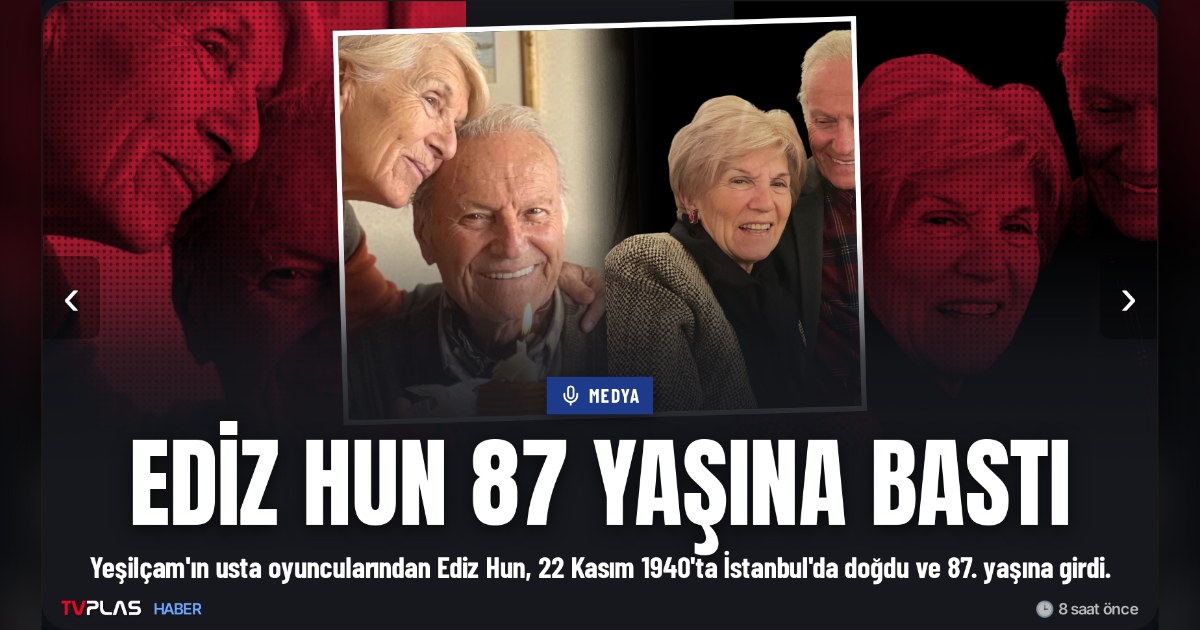 MEDYA
EDİZ HUN 87 YAŞINA BASTI
Yeşilçam'ın usta oyuncularından Ediz Hun, 22 Kasım 1940'ta İstanbul'da doğdu ve 87. yaşına girdi.
TVPLAS HABER
8 saat önce